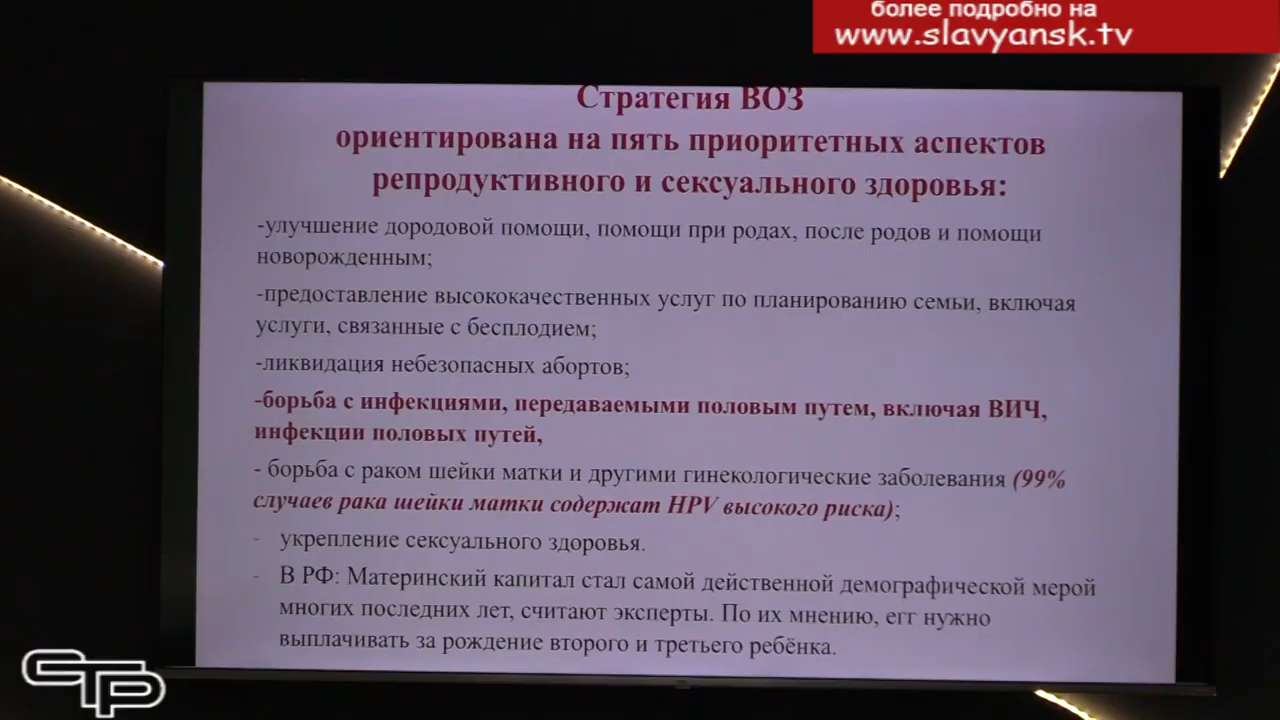 более подробно на
www.slavyansk.tv
Стратегия ВОЗ
ориентирована на пять приоритетных аспектов
репродуктивного и сексуального здоровья:
-улучшение дородовой помощи, помощи при родах, после родов и помощи
новорожденным;
-предоставление высококачественных услуг по планированию семьи, включая
услуги, связанные с бесплодием;
-ликвидация небезопасных абортов;
-борьба с инфекциями, передаваемыми половым путем, включая ВИЧ,
инфекции половых путей,
- борьба с раком шейки матки и другими гинекологические заболевания (99%
случаев рака шейки матки содержат HPV высокого риска);
- укрепление сексуального здоровья.
- В РФ: Материнский капитал стал самой действенной демографической мерой
многих последних лет, считают эксперты. По их мнению, егг нужно
выплачивать за рождение второго и третьего ребёнка.
СТР